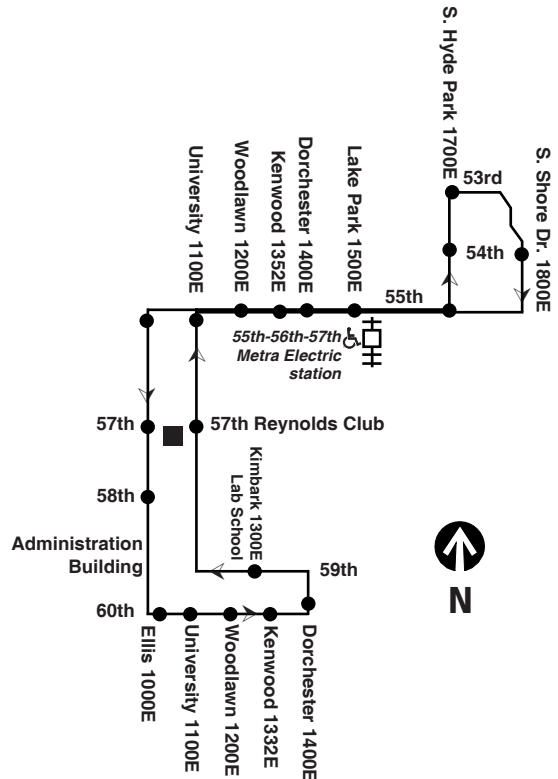 S. Hyde Park 1700E
S. Shore Dr. 1800E
University 1100E
Woodlawn 1200E
Kenwood 1352E
Dorchester 1400E
Lake Park 1500E
53rd
54th
55th
55th-56th-57th
Metra Electric
station
57th
57th Reynolds Club
Kimbark 1300E
Lab School
58th
Administration
Building
59th
60th
N
Ellis 1000E
University 1100E
Woodlawn 1200E
Kenwood 1332E
Dorchester 1400E